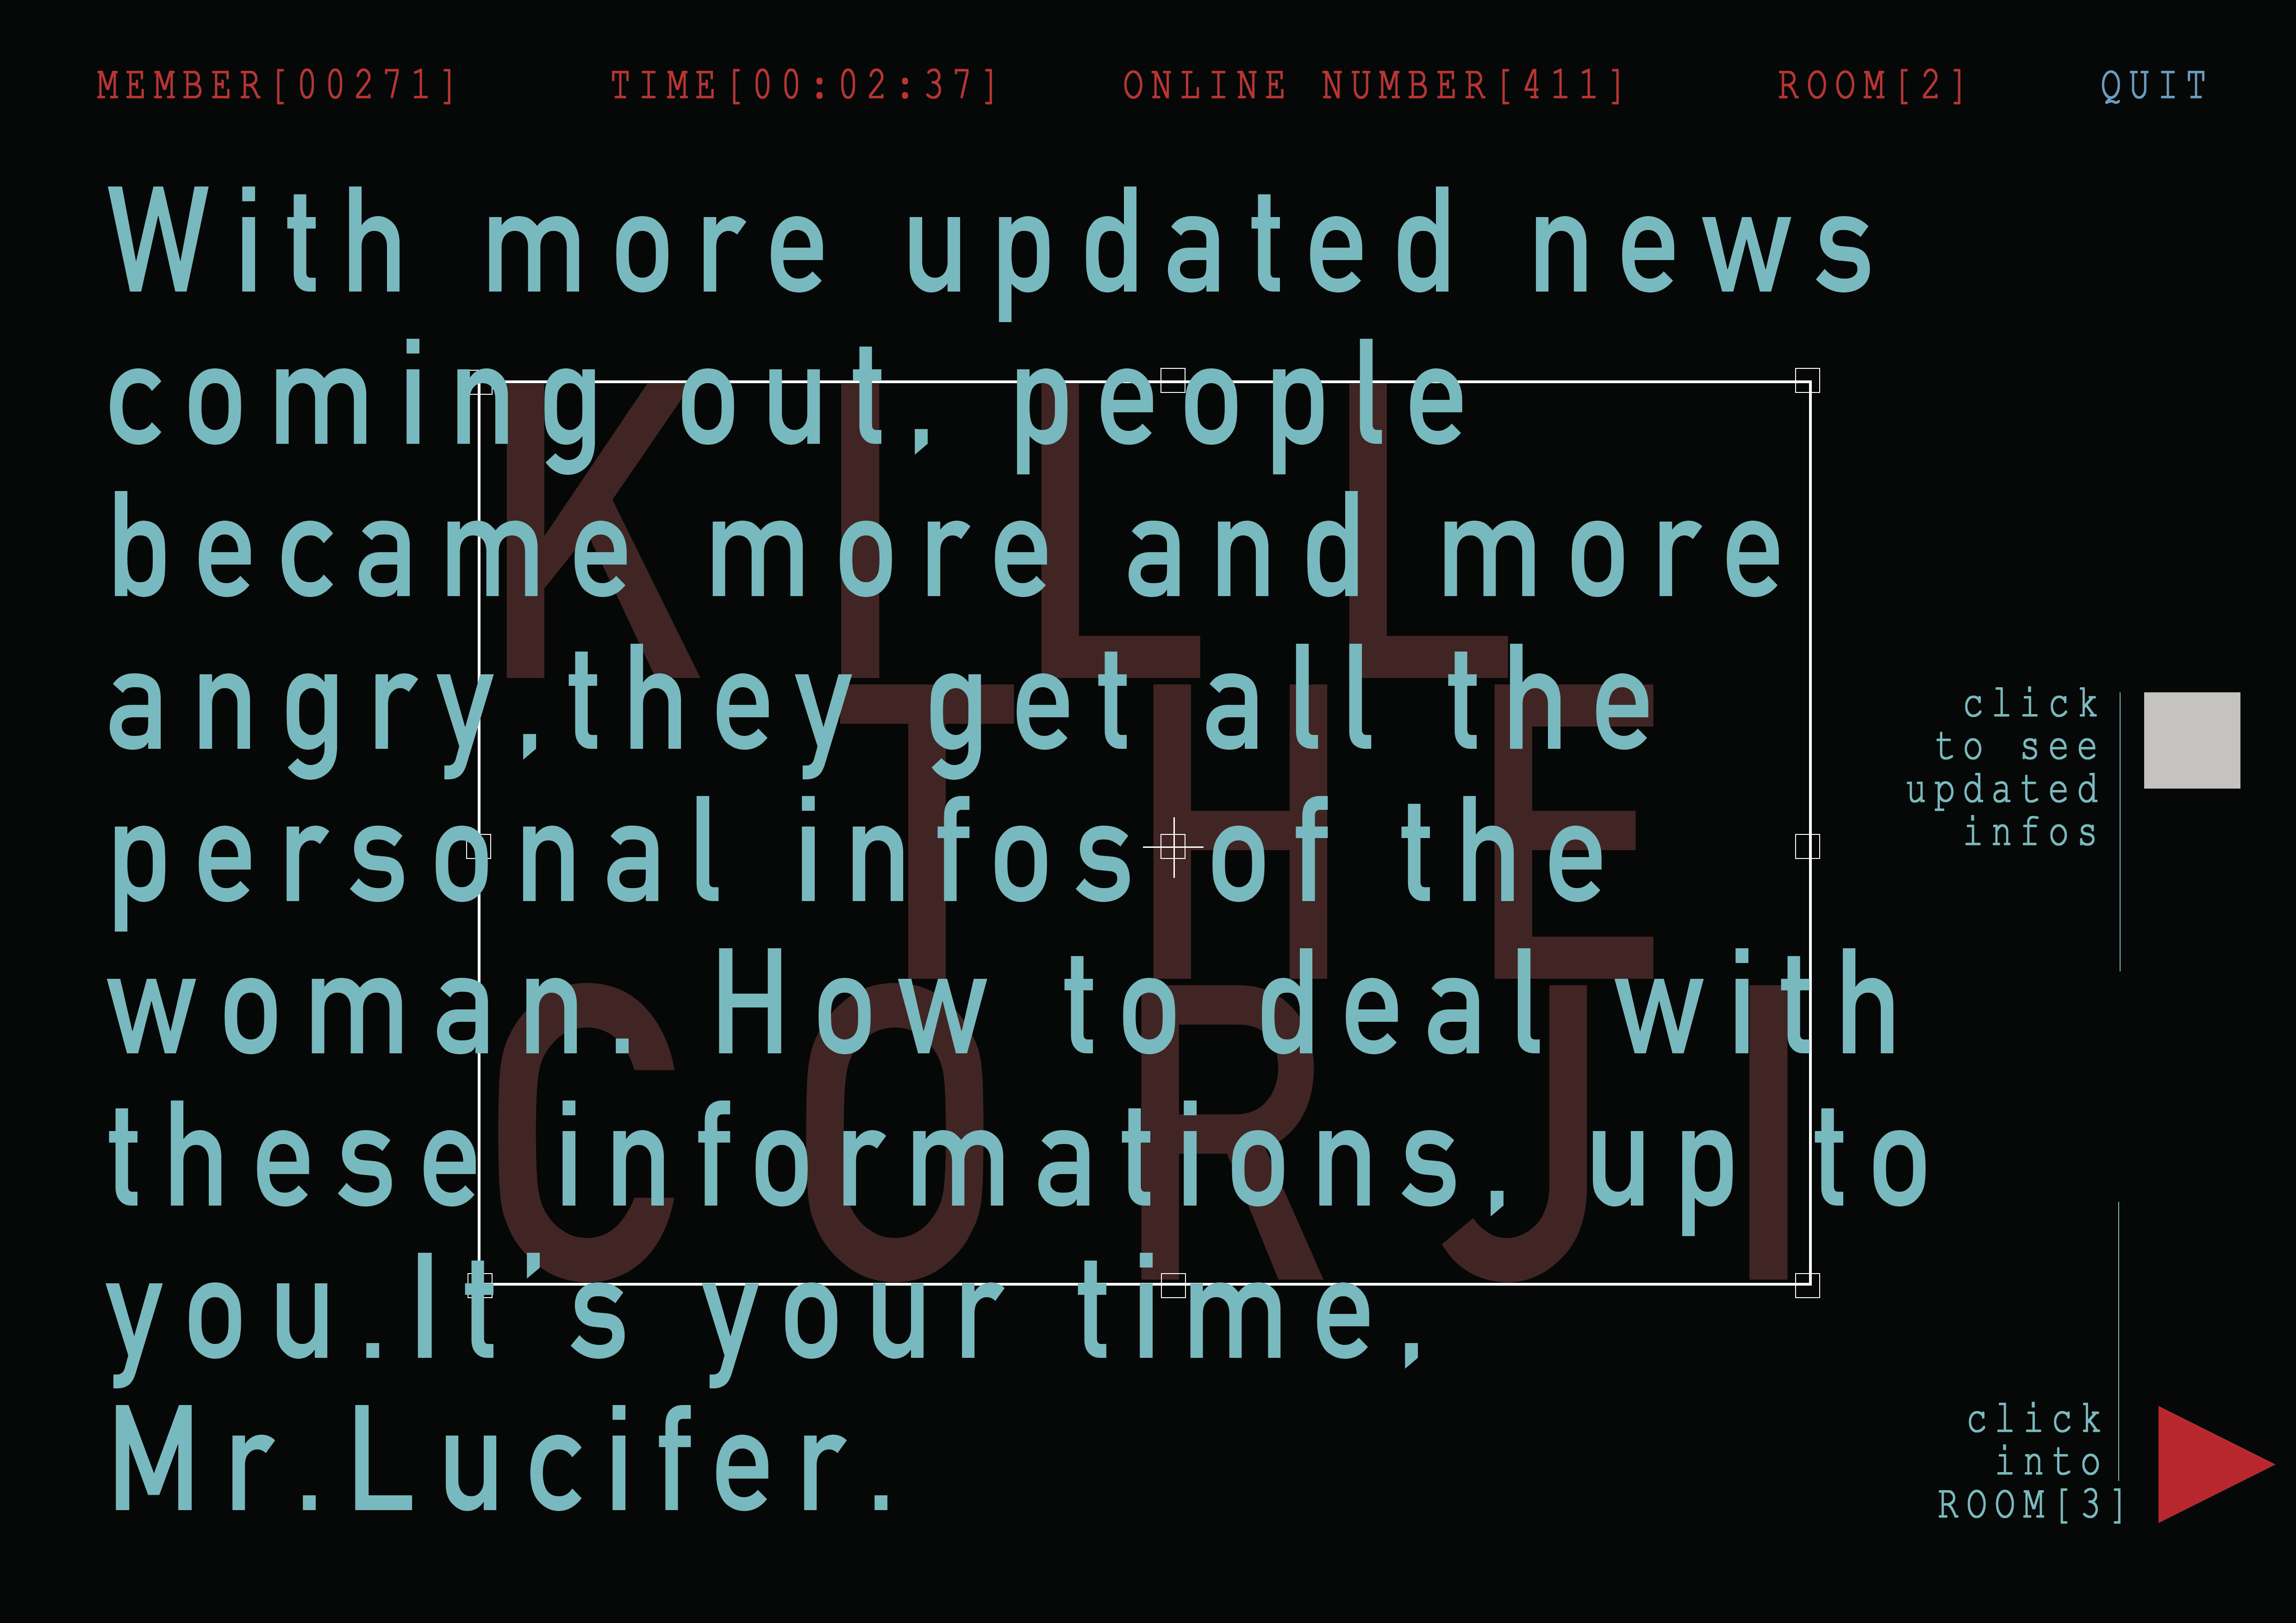 MEMBER[00271] TIME[00:02:37] ONLINE NUMBER[411] ROOM[2] QUIT
With more updated news
coming out, people
became more and more
angry,they get all the
personal infos of the
woman. How to deal with
these informations, up to
you.It's your time,
Mr.Lucifer.
KILL
THE
CORJI
click
to see
updated
infos
click
into
ROOM[3]